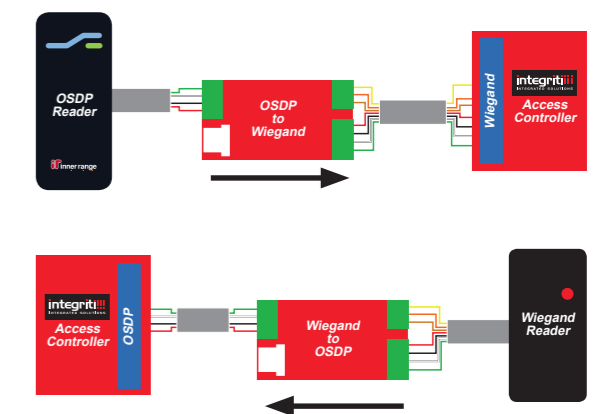 OSDP
Reader
inner range
OSDP
to
Wiegand
Wiegand
integriti
INTEGRATED SOLUTIONS
Access
Controller
integriti
INTEGRATED SOLUTIONS
Access
Controller
OSDP
Wiegand
to
OSDP
Wiegand
Reader